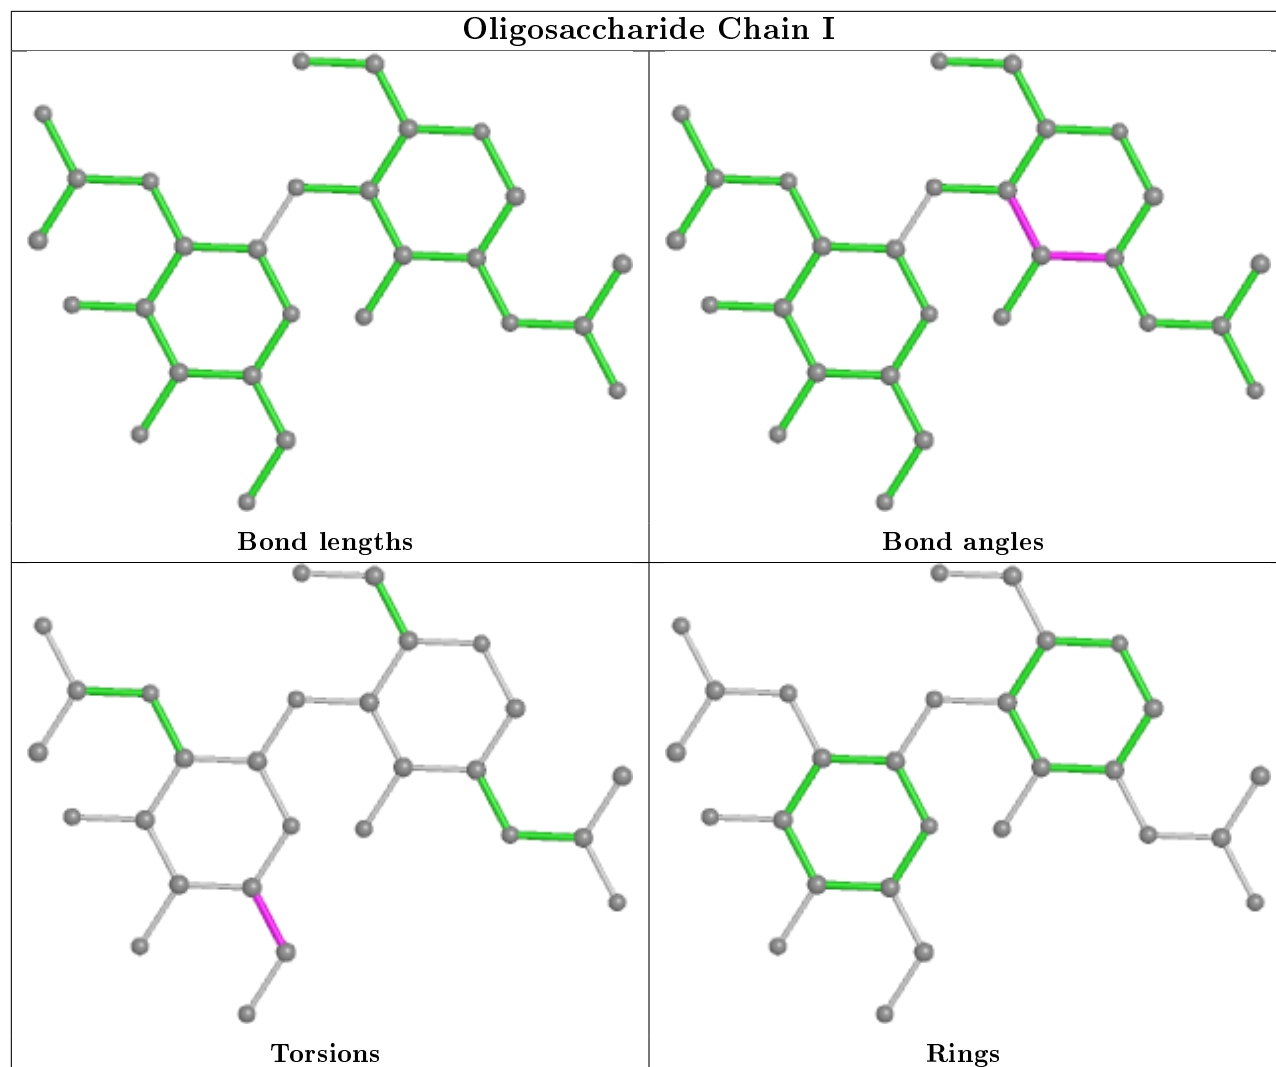 Oligosaccharide Chain I
Bond lengths
Bond angles
Torsions
Rings